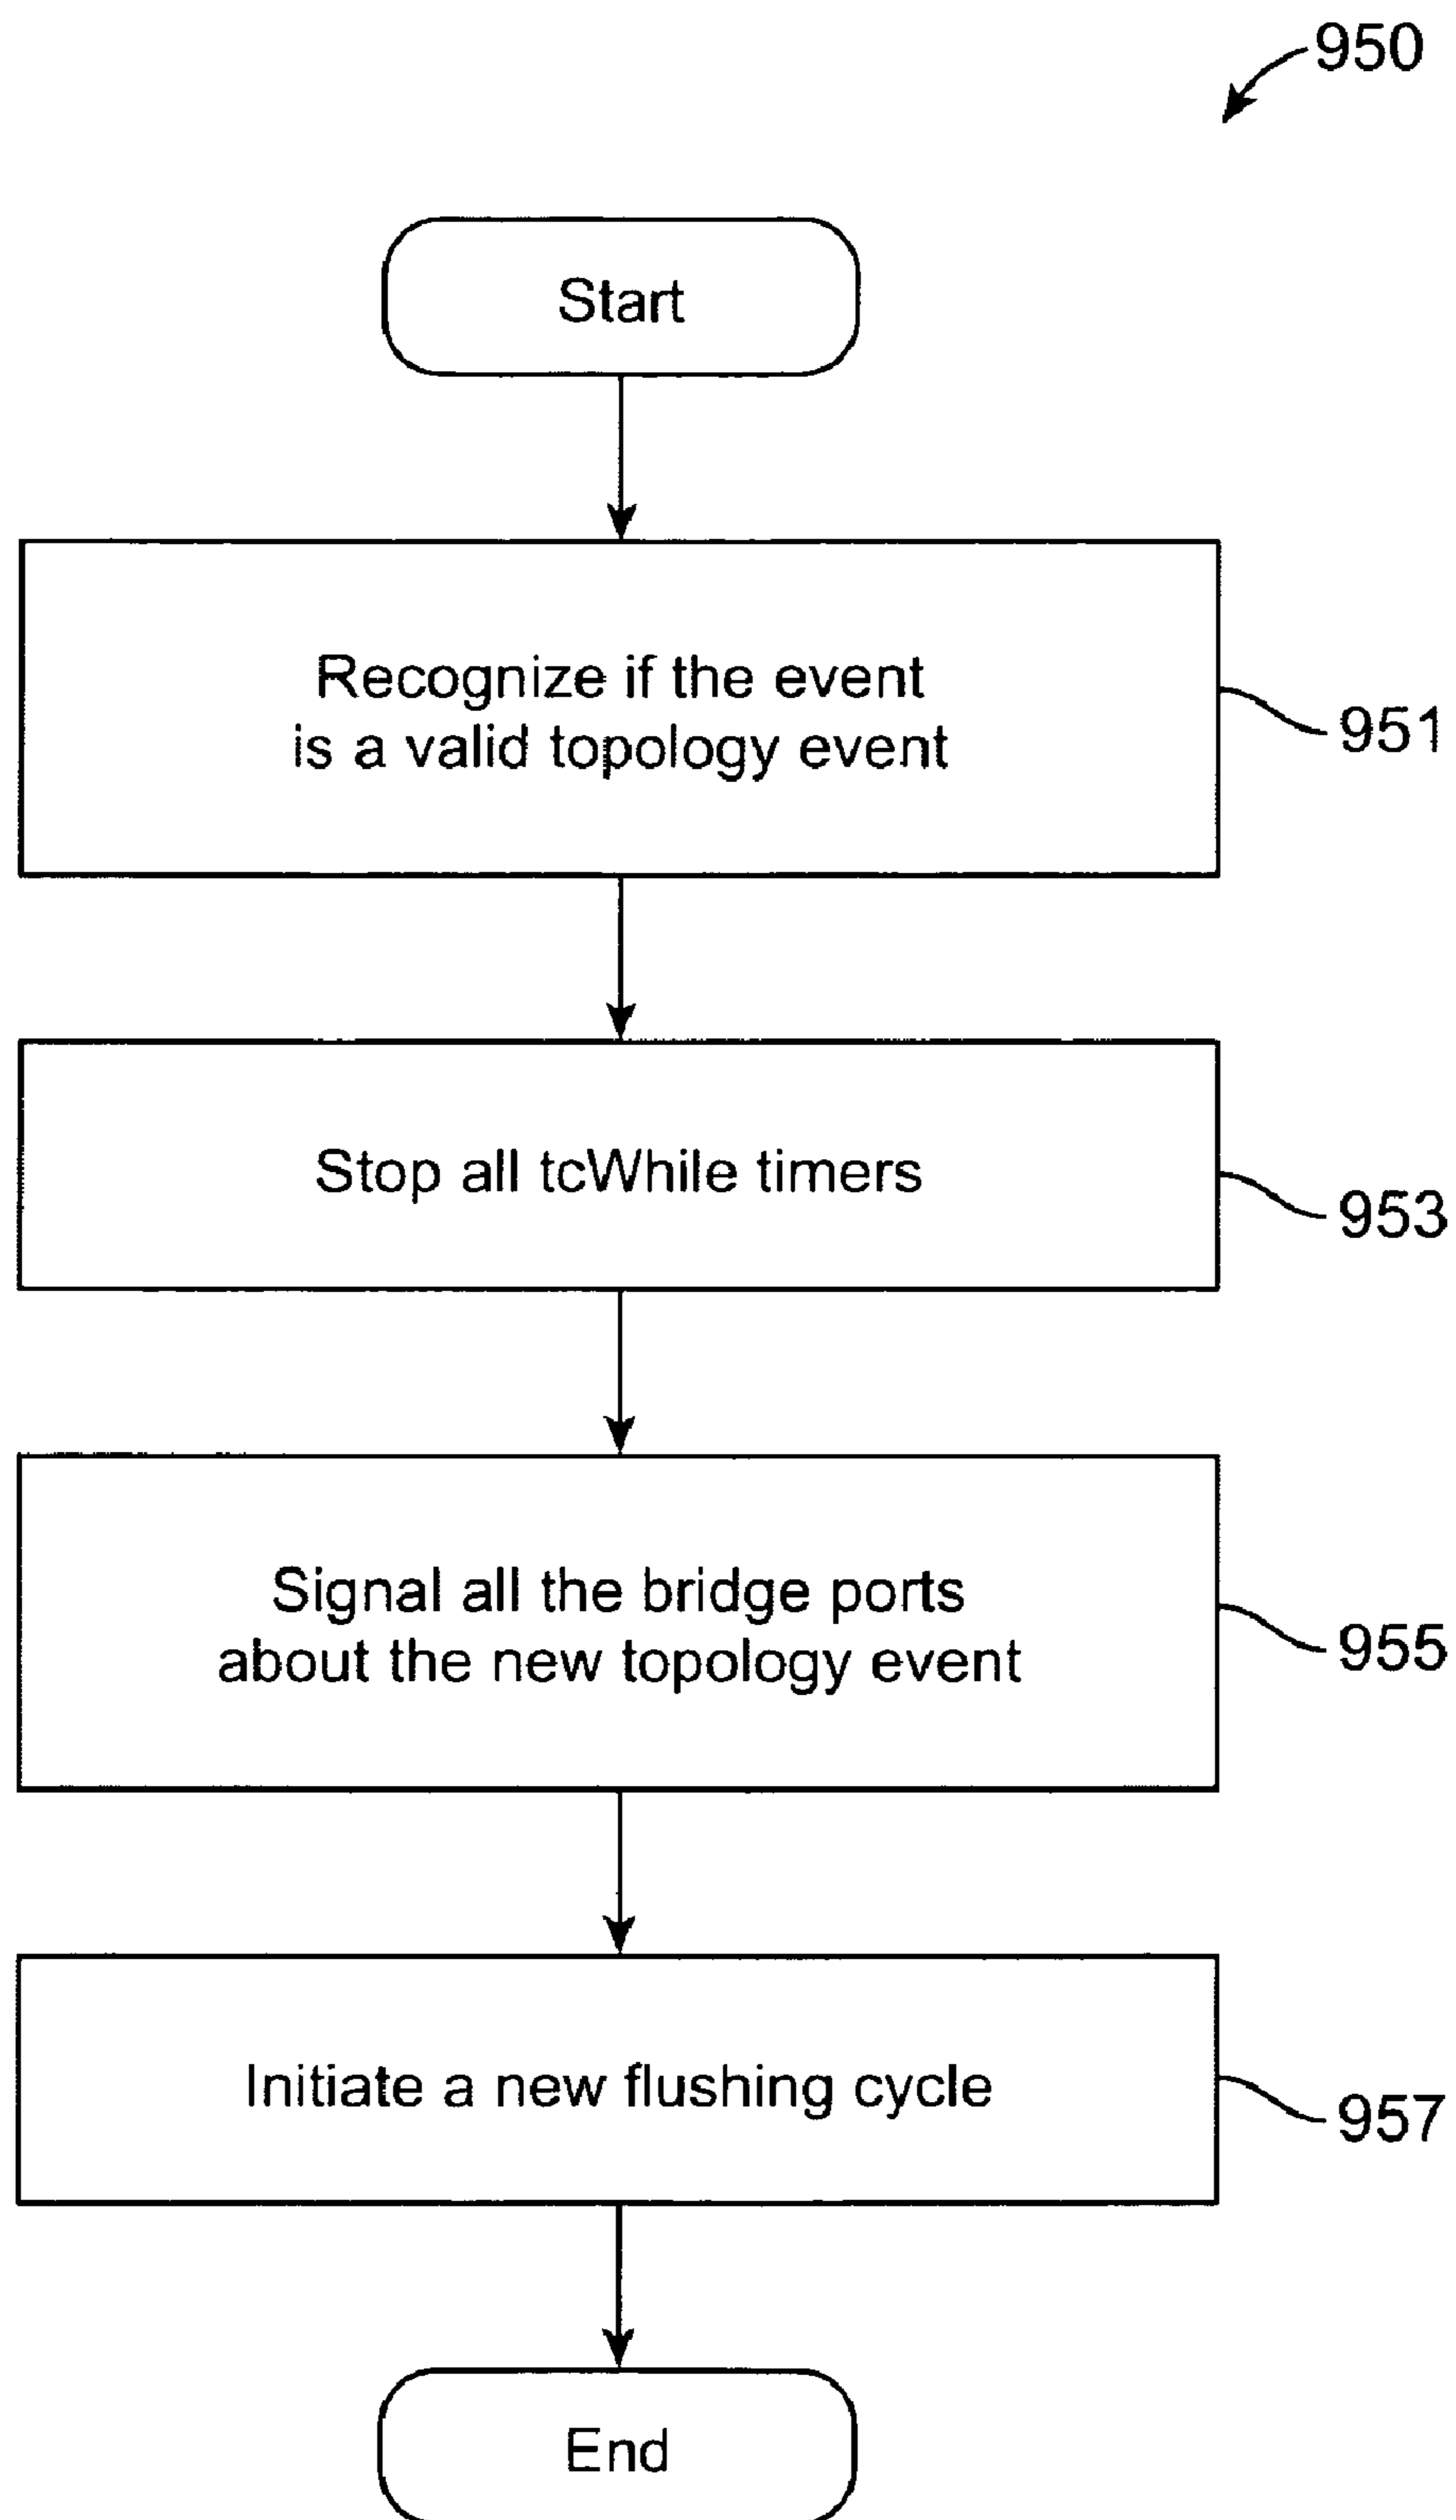 950
Start
Recognize if the event
is a valid topology event
951
Stop all tcWhile timers
953
Signal all the bridge ports
about the new topology event
955
Initiate a new flushing cycle
957
End